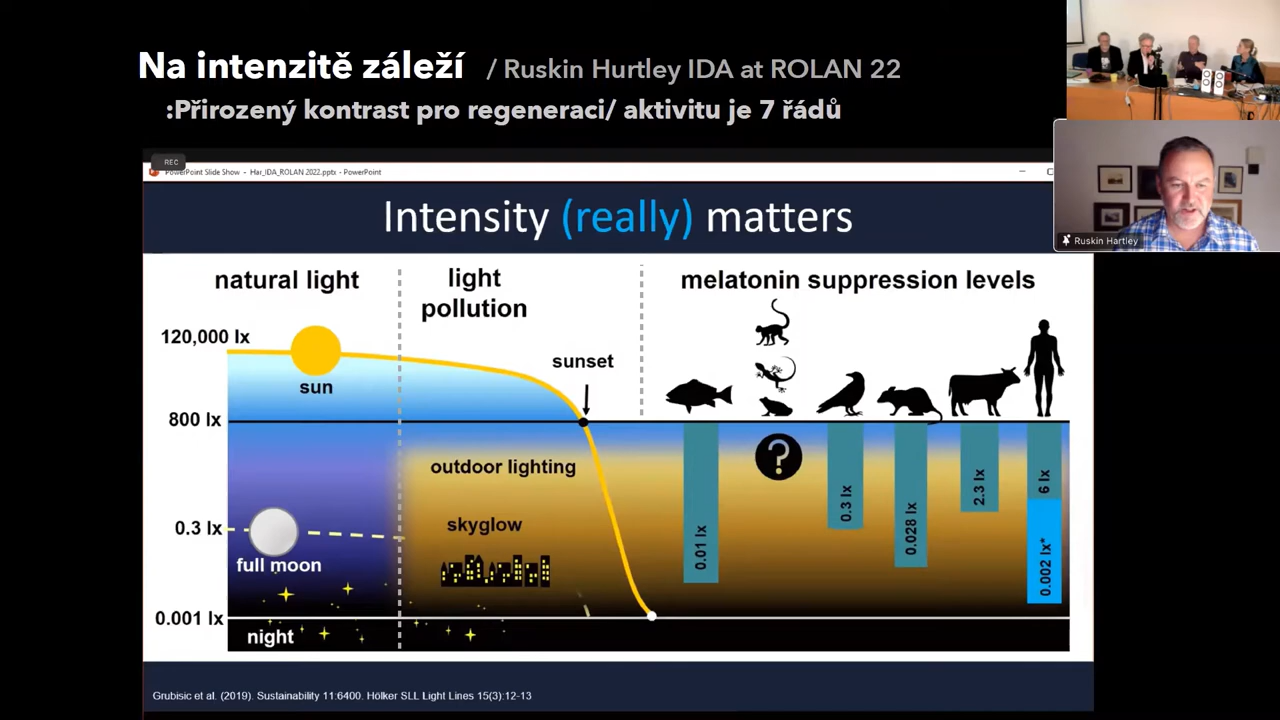 Na intenzitě záleží / Ruskin Hurtley IDA at ROLAN 22
:Přirozený kontrast pro regeneraci/ aktivitu je 7 řádů
REC
PowerPoint Slide Show - Har_IDA_ROLAN 2022.pptx - PowerPoint
Ruskin Hartley
Intensity (really) matters
natural light
light
pollution
melatonin suppression levels
120,000 lx
sun
sunset
800 lx
outdoor lighting
?
0.3 lx
full moon
skyglow
0.01 lx
0.3 lx
0.028 lx
2.3 lx
6 lx
0.002 lx*
0.001 lx
night
Grubisic et al. (2019). Sustainability 11:6400. Hölker SLL Light Lines 15(3):12-13